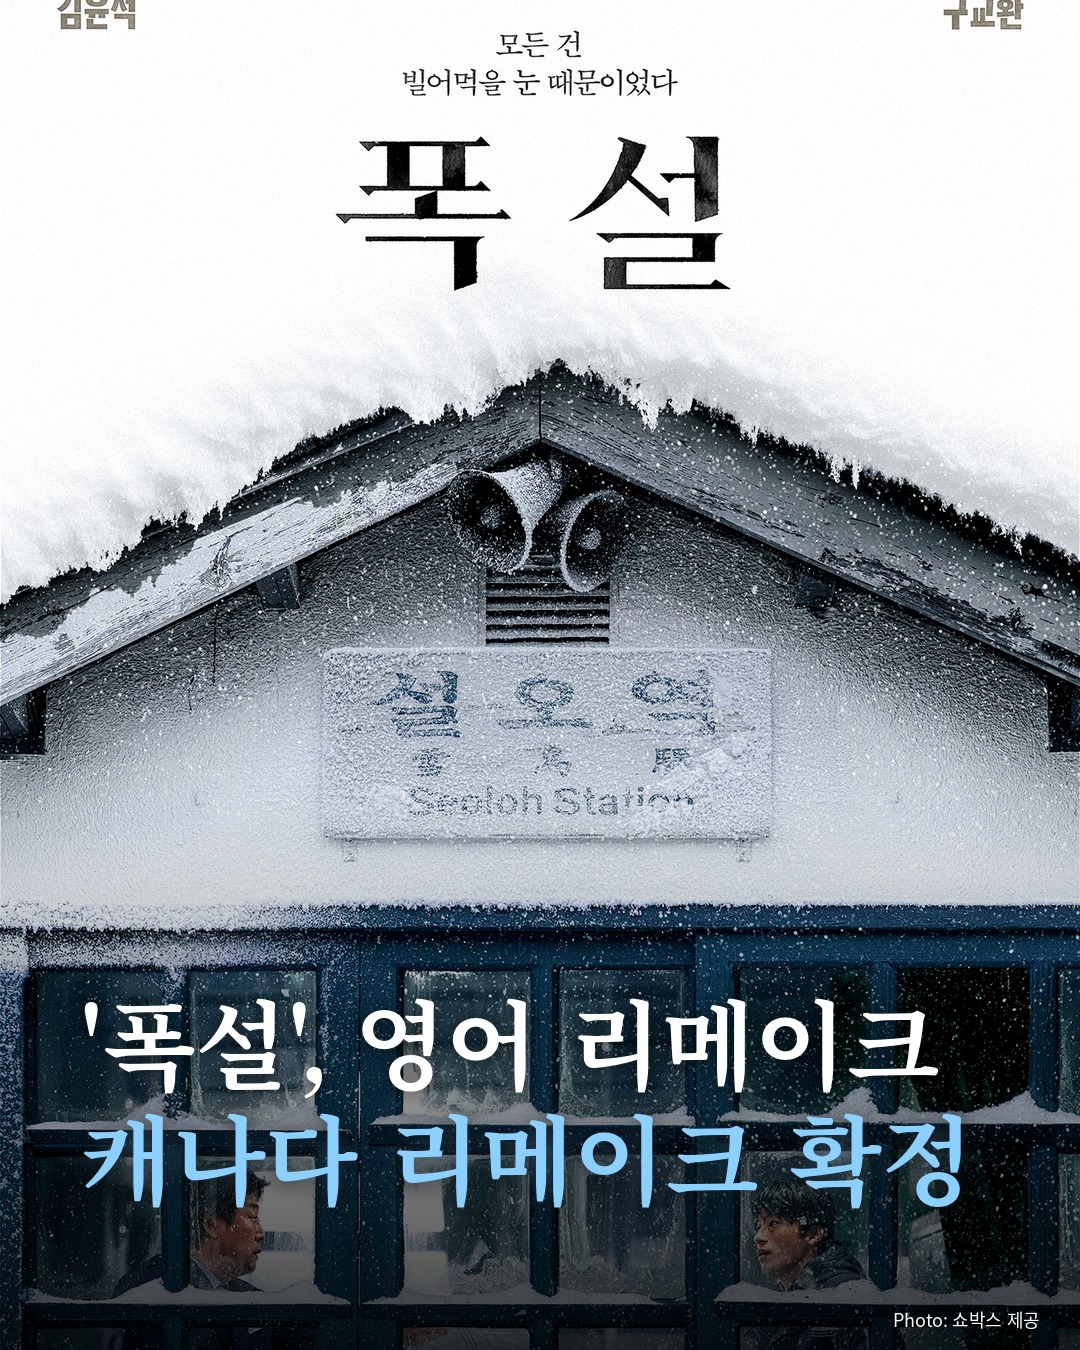 김윤석
구교환
모든 건
빌어먹을 눈 때문이었다
폭설
설오역
Seoloh Station
'폭설', 영어 리메이크
캐나다 리메이크 확정
Photo: 쇼박스 제공